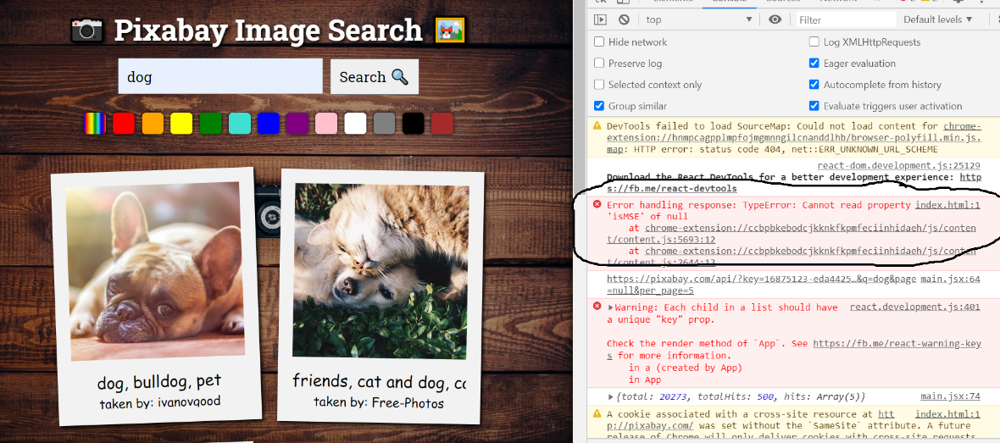 Pixabay Image Search
dog
Search
dog, bulldog, pet
taken by: ivanovgood
friends, cat and dog, ca
taken by: Free-Photos
top
Filter
Default levels
Hide network
Log XMLHttpRequests
Preserve log
Eager evaluation
Selected context only
Autocomplete from history
Group similar
Evaluate triggers user activation
DevTools failed to load SourceMap: Could not load content for chrome-
extension://hnmpcagpplmpfojmgmnngilcnanddlhb/browser-polyfill.min.js.
map: HTTP error: status code 404, net::ERR_UNKNOWN_URL_SCHEME
react-dom.development.js:25129
Download the React DevTools for a better development experience: http
s://fb.me/react-devtools
Error handling response: TypeError: Cannot read property index.html:1
'isMSE' of null
at chrome-extension://ccbpbkebodcjkknkfkpmfeciinhidaeh/js/conten
t/content.js:5693:12
at chrome-extension://ccbpbkebodcjkknkfkpmfeciinhidaeh/js/conten
t/content.js:2644:13
https://pixabay.com/api/?key=16875123-eda4425…&q=dog&page main.jsx:64
=null&per_page=5
Warning: Each child in a list should have react.development.js:401
a unique "key" prop.
Check the render method of `App`. See https://fb.me/react-warning-key
s for more information.
in a (created by App)
in App
{total: 20273, totalHits: 500, hits: Array(5)} main.jsx:74
A cookie associated with a cross-site resource at htt index.html:1
p://pixabay.com/ was set without the `SameSite` attribute. A future
release of Chrome will only deliver cookies with cross-site requests